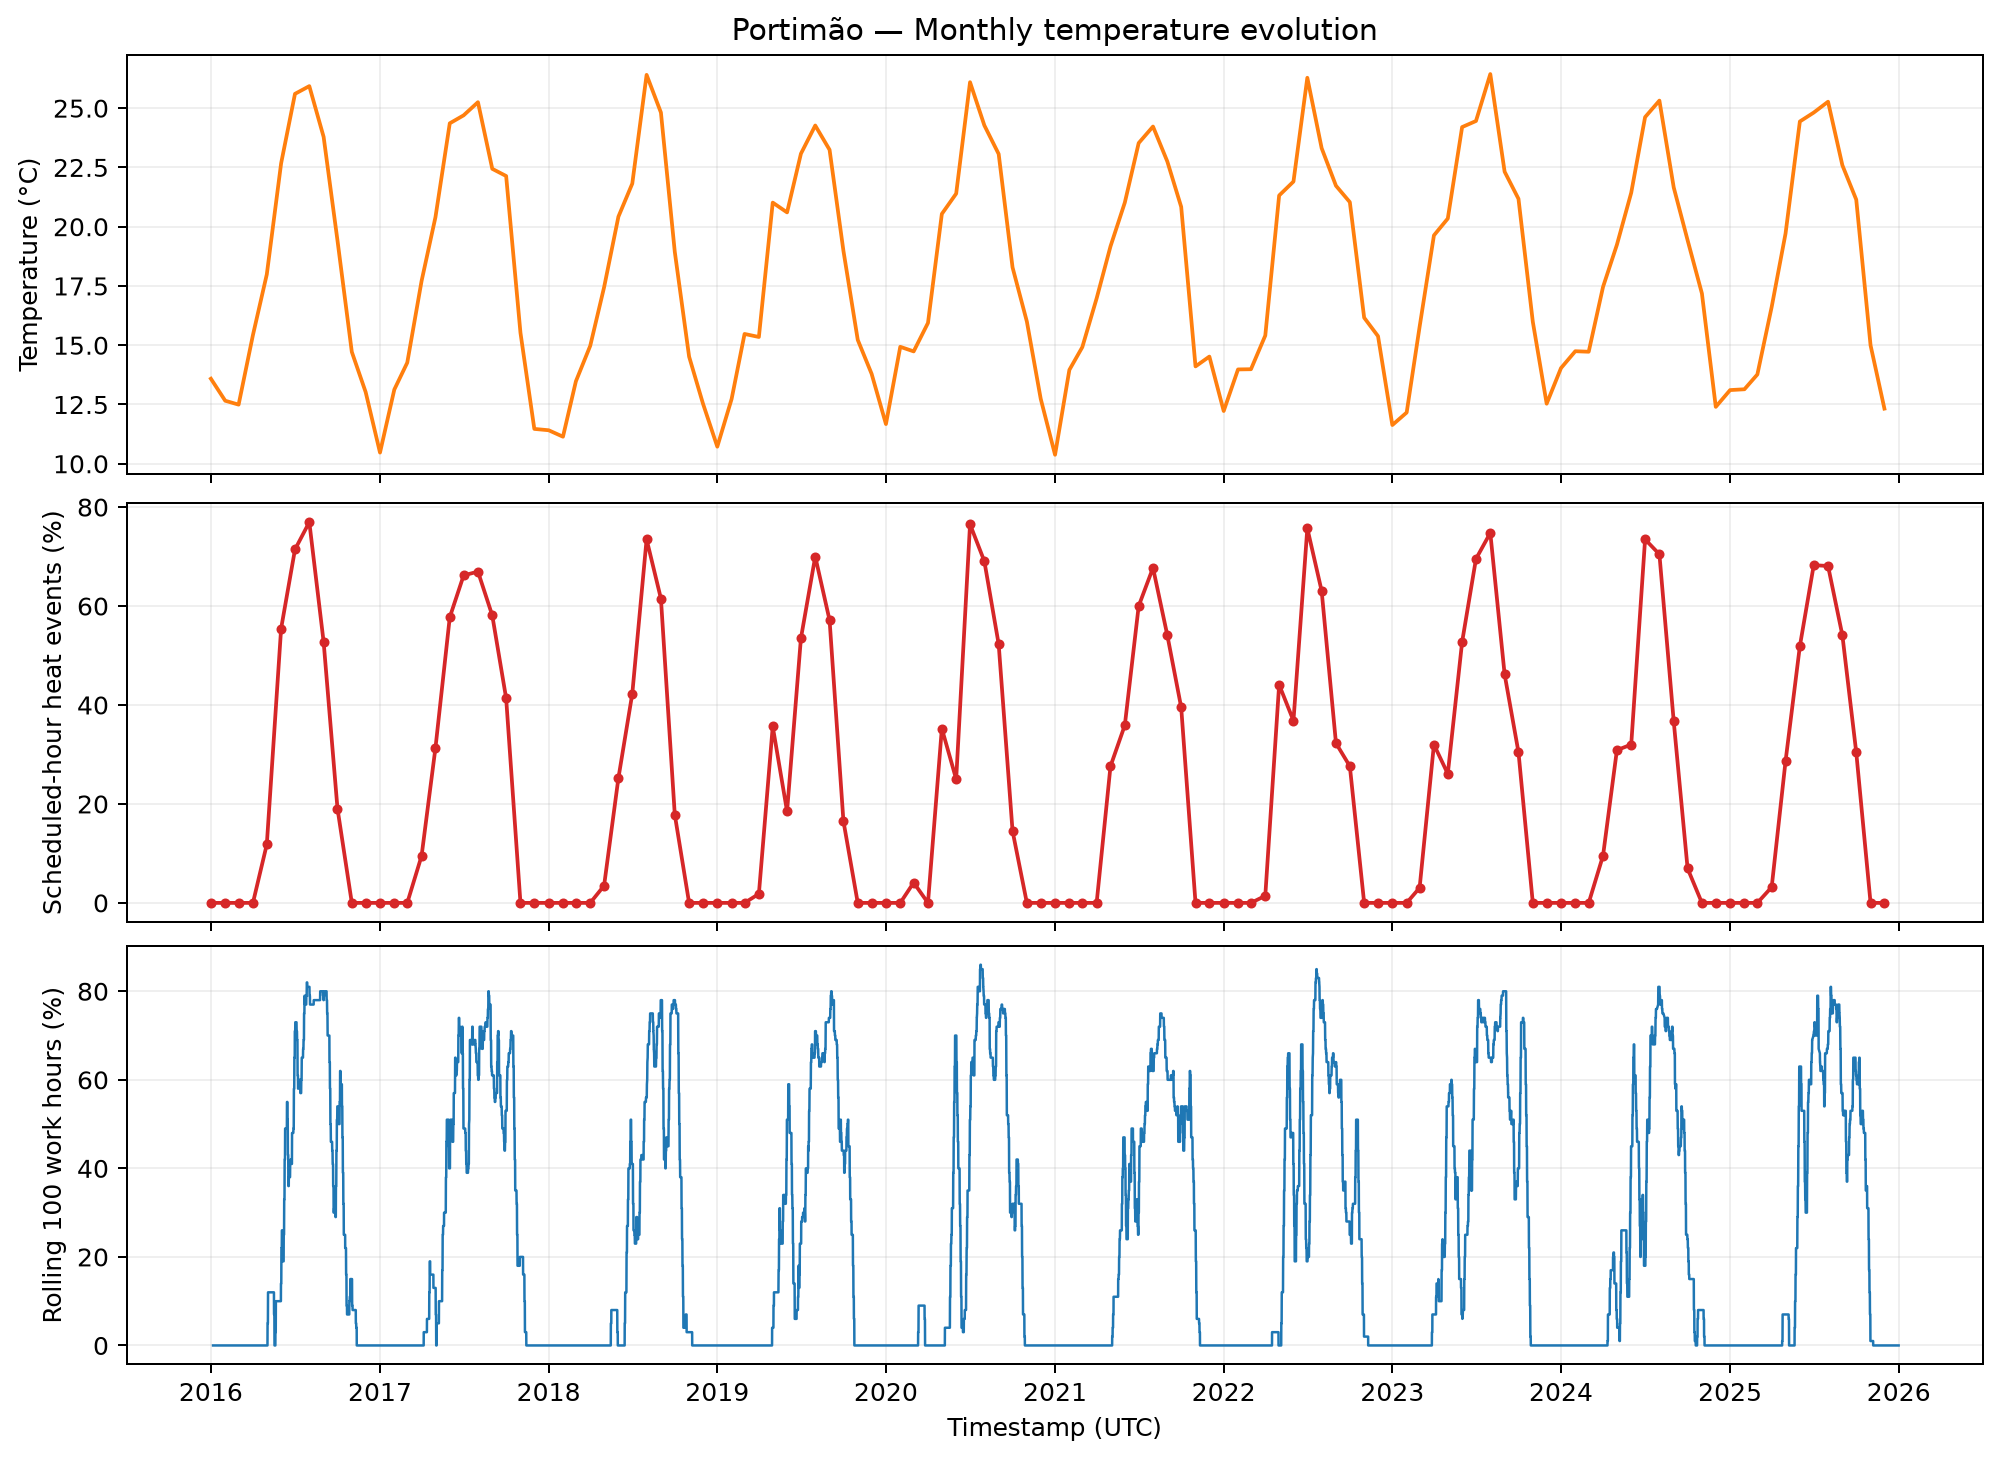 Portimão — Monthly temperature evolution
Temperature (°C)
25.0
22.5
20.0
17.5
15.0
12.5
10.0
Scheduled-hour heat events (%)
80
60
40
20
0
Rolling 100 work hours (%)
80
60
40
20
0
2016 2017 2018 2019 2020 2021 2022 2023 2024 2025 2026
Timestamp (UTC)